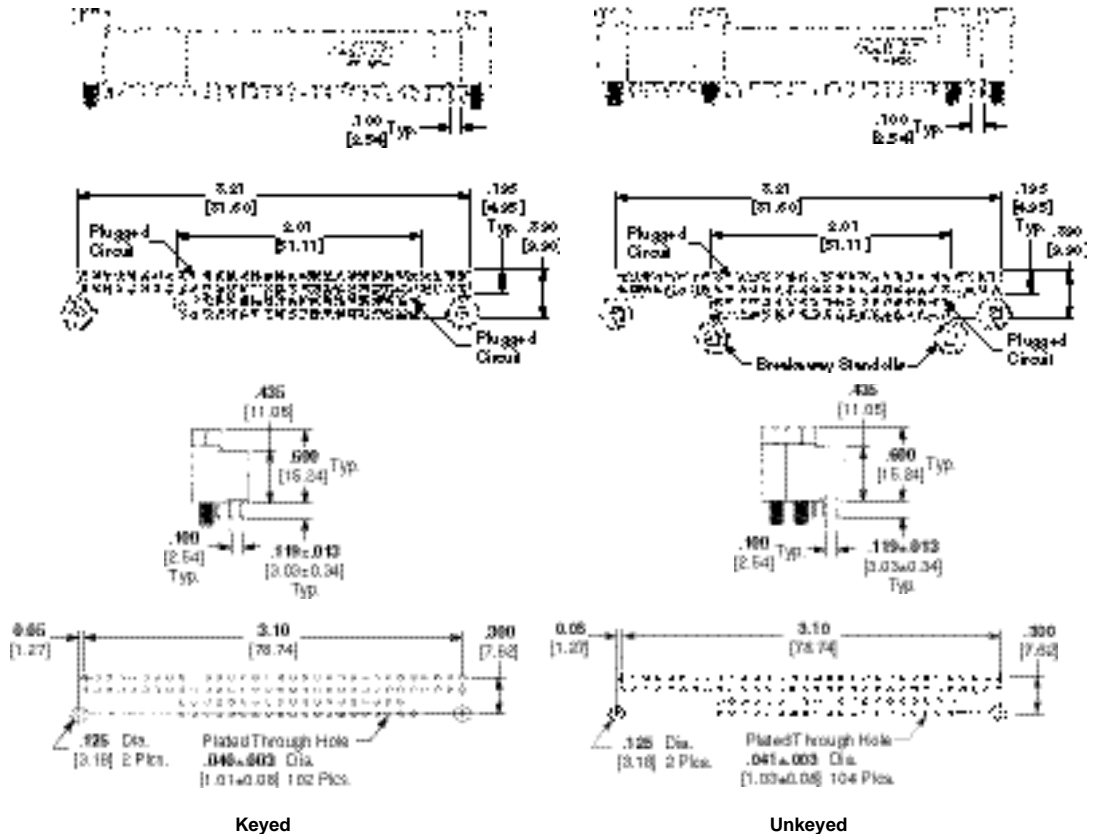 .100 Typ.
[2.54]
.100 Typ.
[2.54]
3.21
[81.60]
.195
[4.95]
Typ. .390
[9.90]
Plugged
Circuit
2.01
[51.11]
Plugged
Circuit
3.21
[81.60]
.195
[4.95]
Typ. .390
[9.90]
Plugged
Circuit
2.01
[51.11]
Plugged
Circuit
Breakaway Standoffs
.435
[11.05]
.600 Typ.
[15.24]
.100
[2.54]
Typ.
.119±.013
[3.03±0.34]
Typ.
.435
[11.05]
.600 Typ.
[15.24]
.100 Typ.
[2.54]
.119±.013
[3.03±0.34]
Typ.
0.05
[1.27]
3.10
[78.74]
.300
[7.62]
.125 Dia.
[3.18] 2 Plcs.
Plated Through Hole
Dia.
[1.01±0.08] 102 Plcs.
0.05
[1.27]
3.10
[78.74]
.300
[7.62]
.125 Dia.
[3.18] 2 Plcs.
Plated Through Hole
.041±.003 Dia.
[1.03±0.08] 104 Plcs.
Keyed
Unkeyed